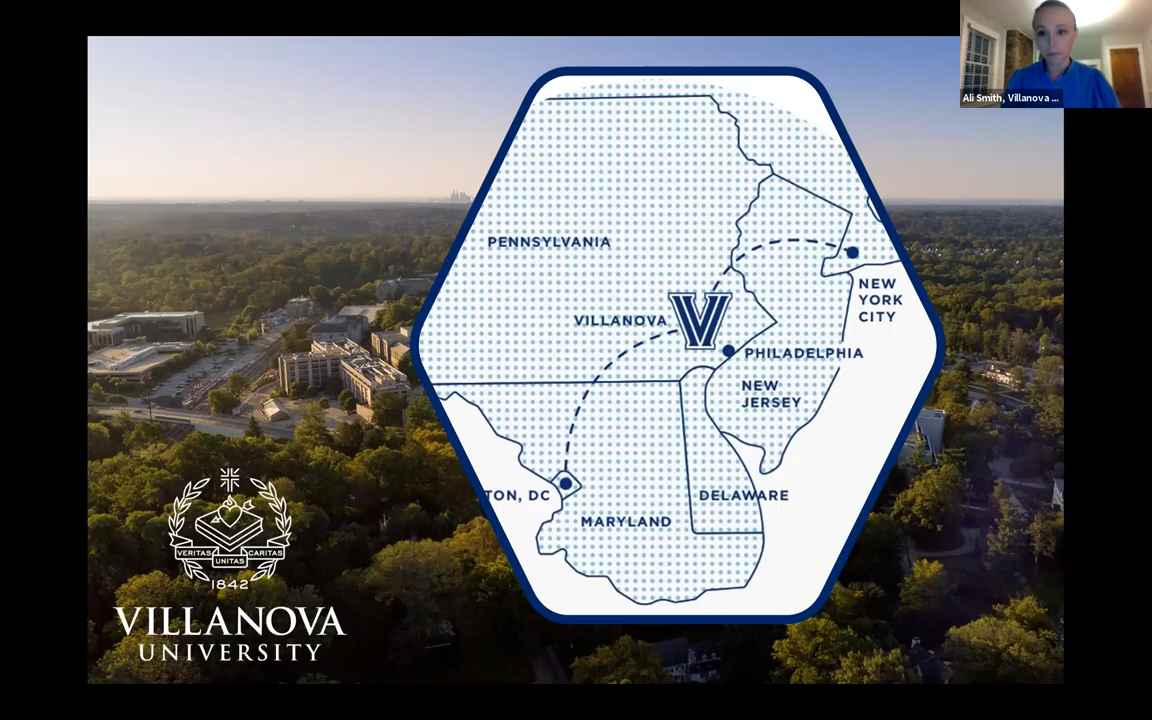 Ali Smith, Villanova ...
PENNSYLVANIA
NEW
YORK
CITY
VILLANOVA
V
PHILADELPHIA
NEW
JERSEY
TON, DC
DELAWARE
MARYLAND
VERITAS
UNITAS
CARITAS
1842
VILLANOVA
UNIVERSITY